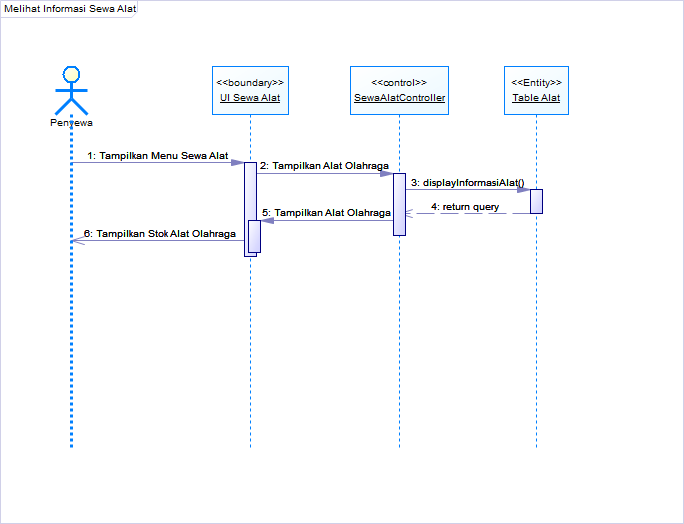 Melihat Informasi Sewa Alat
<<boundary>>
UI Sewa Alat
<<control>>
SewaAlatController
<<Entity>>
Table Alat
Penyewa
1: Tampilkan Menu Sewa Alat
2: Tampilkan Alat Olahraga
3: displayInformasiAlat()
4: return query
5: Tampilkan Alat Olahraga
6: Tampilkan Stok Alat Olahraga